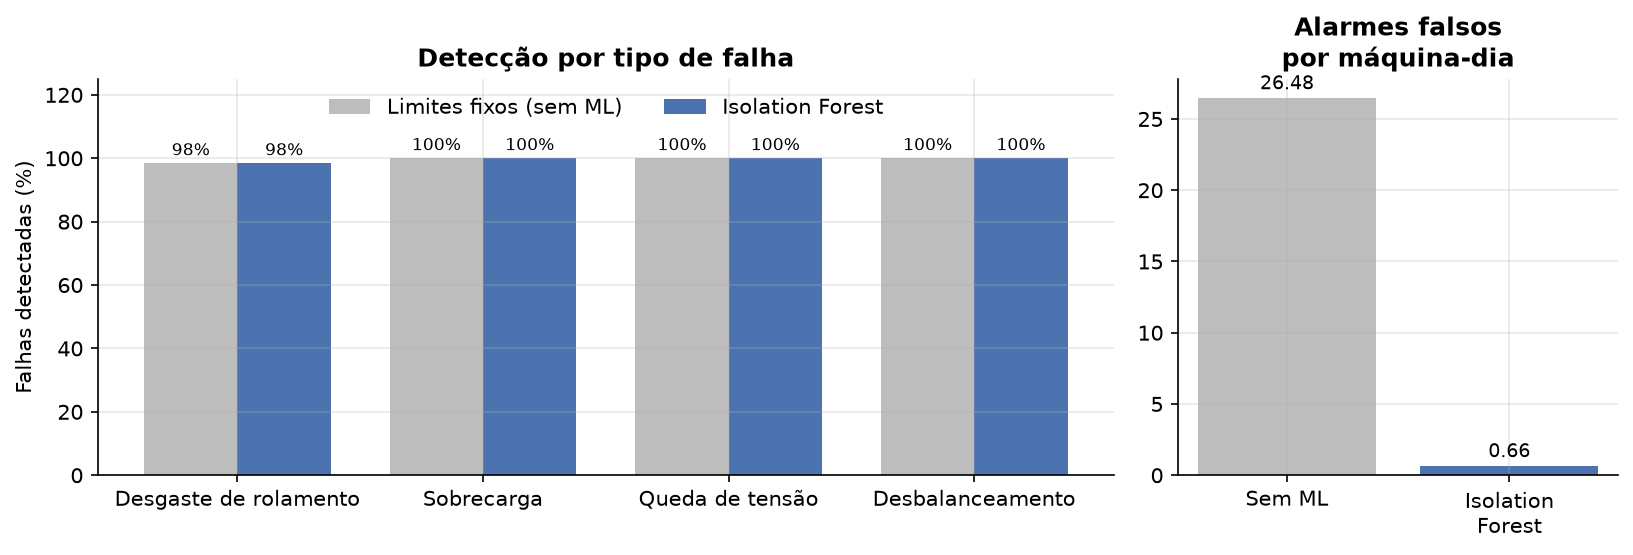 Detecção por tipo de falha
Falhas detectadas (%)
120
100
80
60
40
20
0
Limites fixos (sem ML)
Isolation Forest
98%
98%
100%
100%
100%
100%
100%
100%
Desgaste de rolamento
Sobrecarga
Queda de tensão
Desbalanceamento
Alarmes falsos
por máquina-dia
25
20
15
10
5
0
26.48
0.66
Sem ML
Isolation
Forest